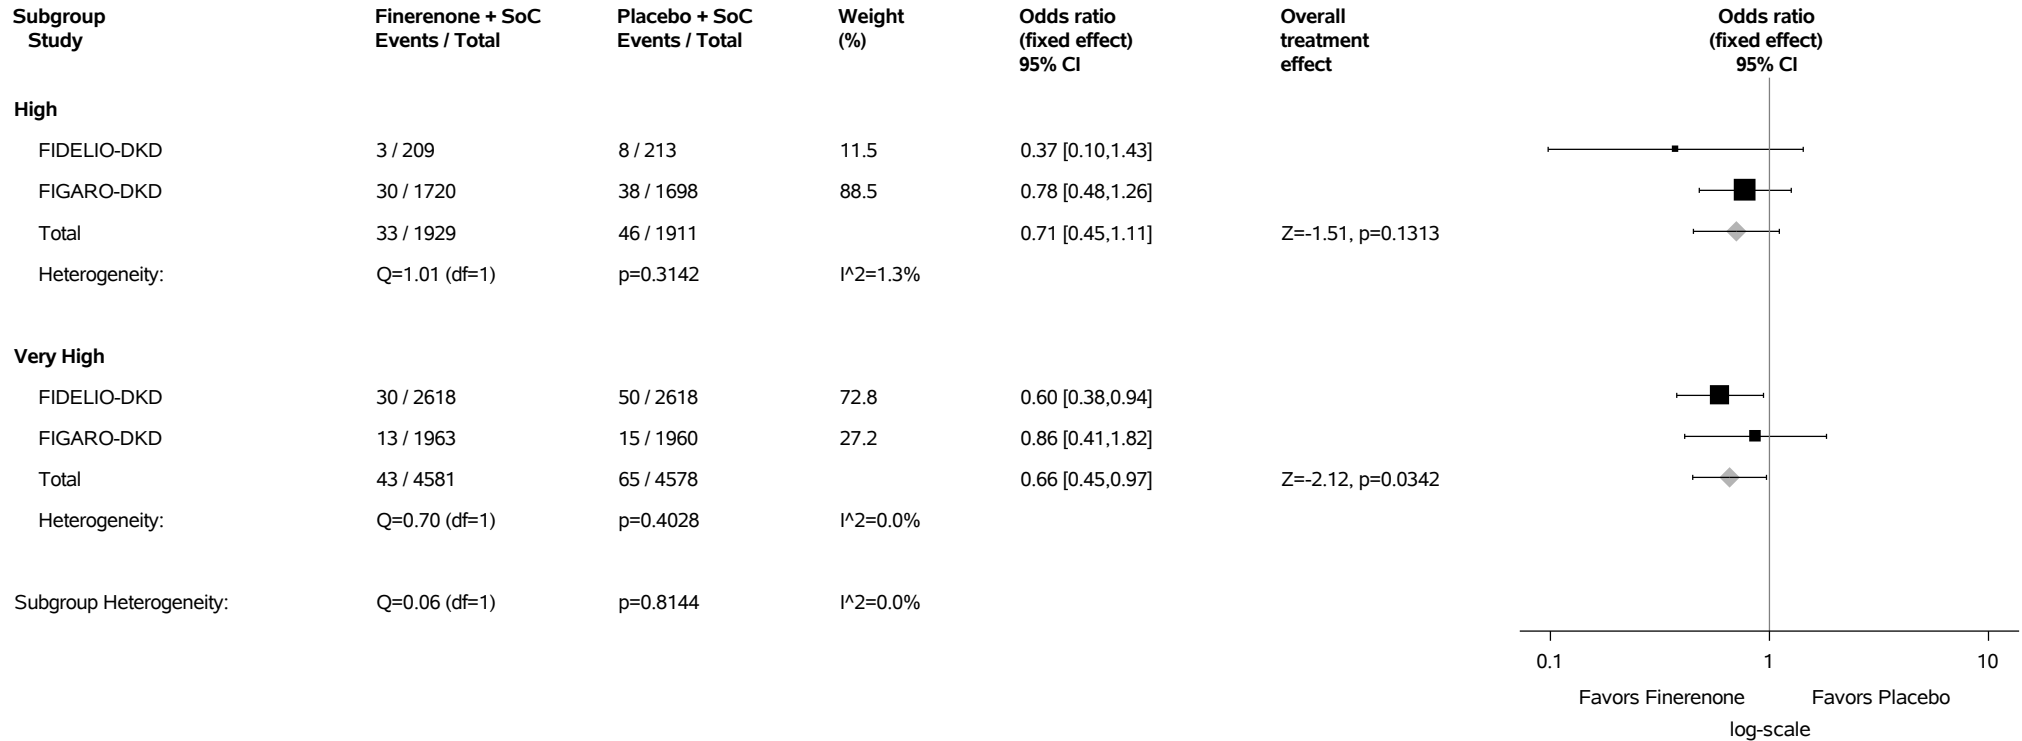 Subgroup Finerenone + SoC Placebo + SoC Weight Odds ratio Overall Odds ratio
Study Events / Total Events / Total (%) (fixed effect) treatment (fixed effect)
95% CI effect 95% CI
High
FIDELIO-DKD 3 / 209 8 / 213 11.5 0.37 [0.10,1.43]
FIGARO-DKD 30 / 1720 38 / 1698 88.5 0.78 [0.48,1.26]
Total 33 / 1929 46 / 1911 0.71 [0.45,1.11] Z=-1.51, p=0.1313
Heterogeneity: Q=1.01 (df=1) p=0.3142 I^2=1.3%
Very High
FIDELIO-DKD 30 / 2618 50 / 2618 72.8 0.60 [0.38,0.94]
FIGARO-DKD 13 / 1963 15 / 1960 27.2 0.86 [0.41,1.82]
Total 43 / 4581 65 / 4578 0.66 [0.45,0.97] Z=-2.12, p=0.0342
Heterogeneity: Q=0.70 (df=1) p=0.4028 I^2=0.0%
Subgroup Heterogeneity: Q=0.06 (df=1) p=0.8144 I^2=0.0%
0.1 1 10
Favors Finerenone Favors Placebo
log-scale